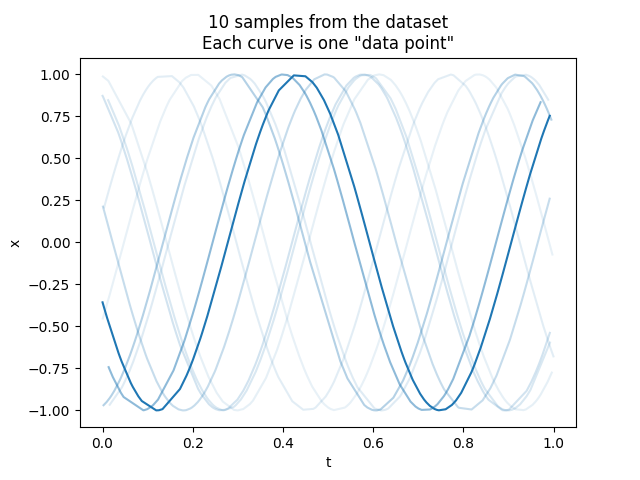 10 samples from the dataset
Each curve is one "data point"
1.00
0.75
0.50
0.25
0.00
−0.25
−0.50
−0.75
−1.00
x
0.0 0.2 0.4 0.6 0.8 1.0
t